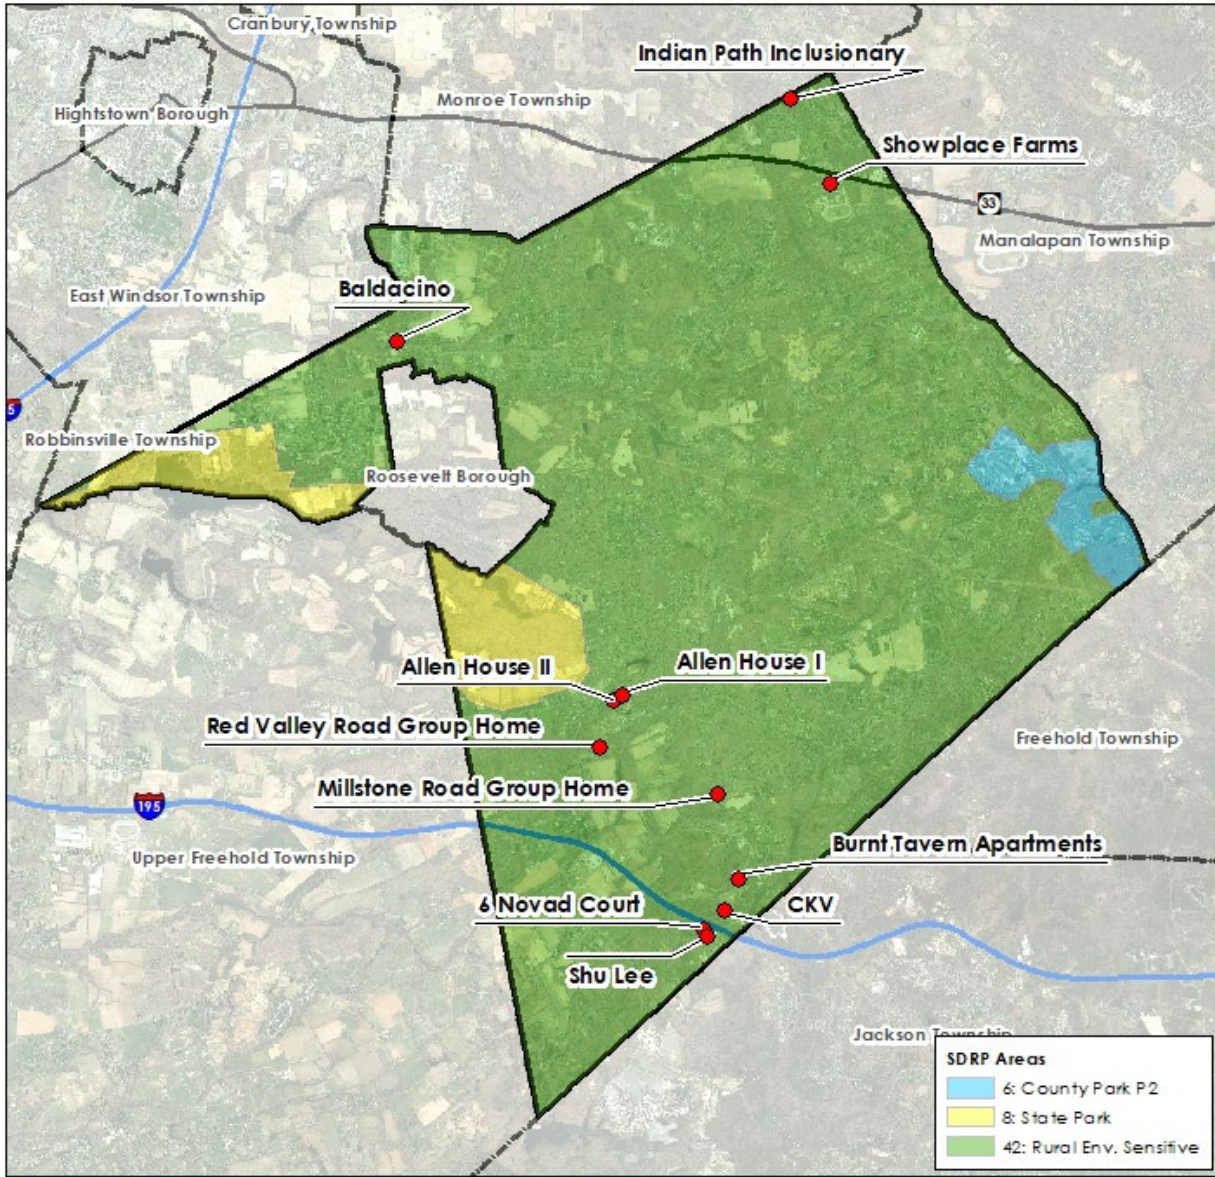 Cranbury Township
Indian Path Inclusionary
Hightstown Borough
Monroe Township
Showplace Farms
33
Manalapan Township
East Windsor Township
Baldacino
5
Robbinsville Township
Roosevelt Borough
Allen House II
Allen House I
Red Valley Road Group Home
Freehold Township
Millstone Road Group Home
195
Upper Freehold Township
Burnt Tavern Apartments
6 Novad Court
CKV
Shu Lee
Jackson Township
SDRP Areas
6: County Park P2
8: State Park
42: Rural Env. Sensitive